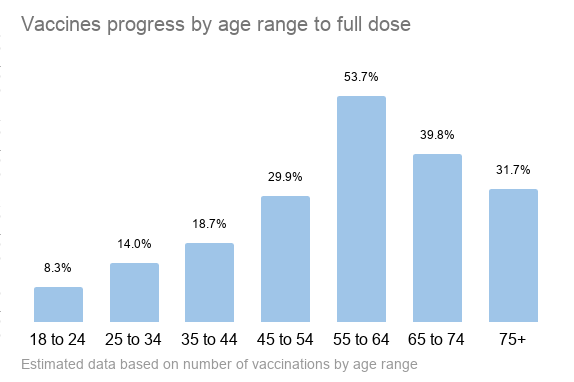 Vaccines progress by age range to full dose
53.7%
39.8%
31.7%
29.9%
18.7%
14.0%
8.3%
18 to 24 25 to 34 35 to 44 45 to 54 55 to 64 65 to 74 75+
Estimated data based on number of vaccinations by age range